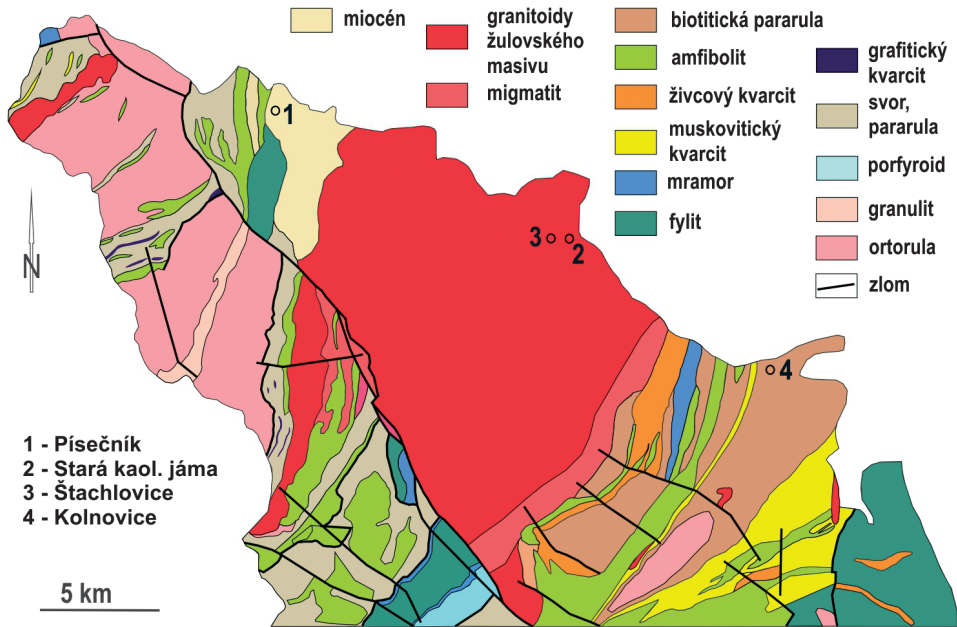 miocén
granitoidy
žulovského
masivu
migmatit
biotitická pararula
amfibolit
živcový kvarcit
muskovitický
kvarcit
mramor
fylit
grafitický
kvarcit
svor,
pararula
porfyroid
granulit
ortorula
zlom
1
3
2
4
N
1 - Písečník
2 - Stará kaol. jáma
3 - Štachlovice
4 - Kolnovice
5 km